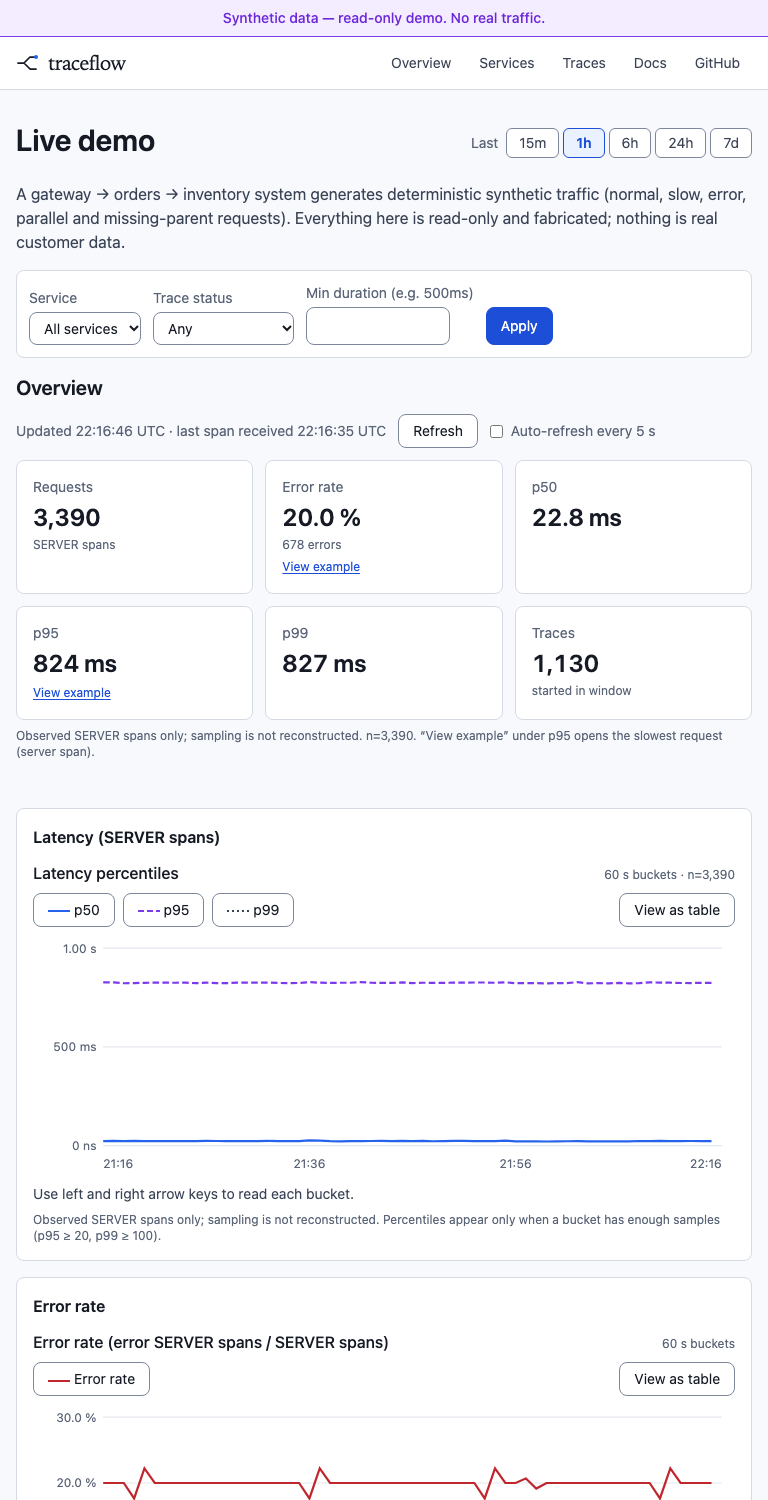 Synthetic data — read-only demo. No real traffic.
traceflow
Overview Services Traces Docs GitHub
Live demo
Last 15m 1h 6h 24h 7d
A gateway → orders → inventory system generates deterministic synthetic traffic (normal, slow, error,
parallel and missing-parent requests). Everything here is read-only and fabricated; nothing is real
customer data.
Service Trace status Min duration (e.g. 500ms)
All services Any Apply
Overview
Updated 22:16:46 UTC · last span received 22:16:35 UTC Refresh Auto-refresh every 5 s
Requests Error rate p50
3,390 20.0 % 22.8 ms
SERVER spans 678 errors
View example
p95 p99 Traces
824 ms 827 ms 1,130
View example started in window
Observed SERVER spans only; sampling is not reconstructed. n=3,390. “View example” under p95 opens the slowest request
(server span).
Latency (SERVER spans)
Latency percentiles 60 s buckets · n=3,390
p50 p95 p99 View as table
1.00 s
500 ms
0 ns
21:16 21:36 21:56 22:16
Use left and right arrow keys to read each bucket.
Observed SERVER spans only; sampling is not reconstructed. Percentiles appear only when a bucket has enough samples
(p95 ≥ 20, p99 ≥ 100).
Error rate
Error rate (error SERVER spans / SERVER spans) 60 s buckets
Error rate View as table
30.0 %
20.0 %